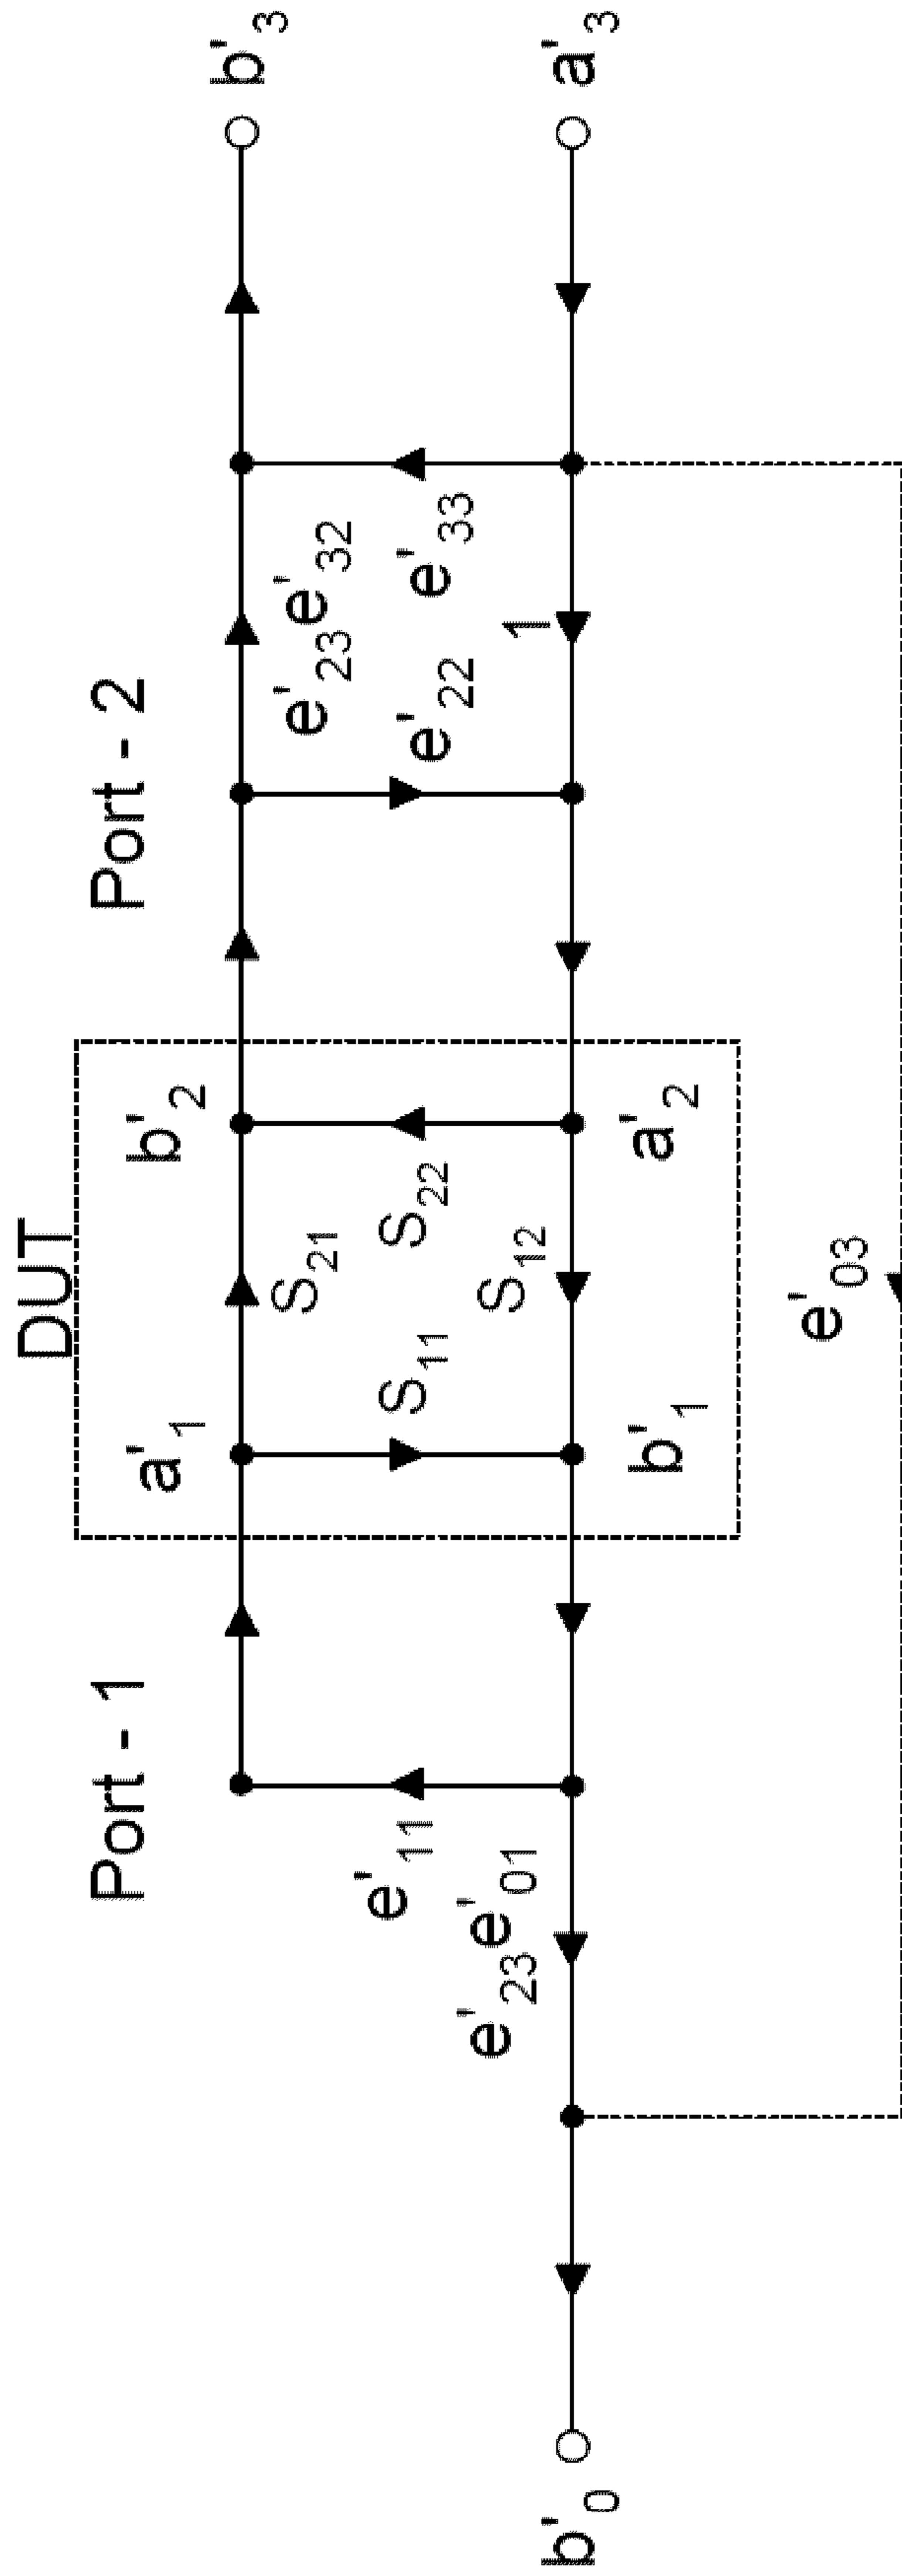 DUT
Port - 1
Port - 2
a'1
b'2
b'3
S21
e'23e'32
e'11
S11
S22
e'22
e'33
e'23e'01
S12
1
b'0
a'3
b'1
a'2
e'03